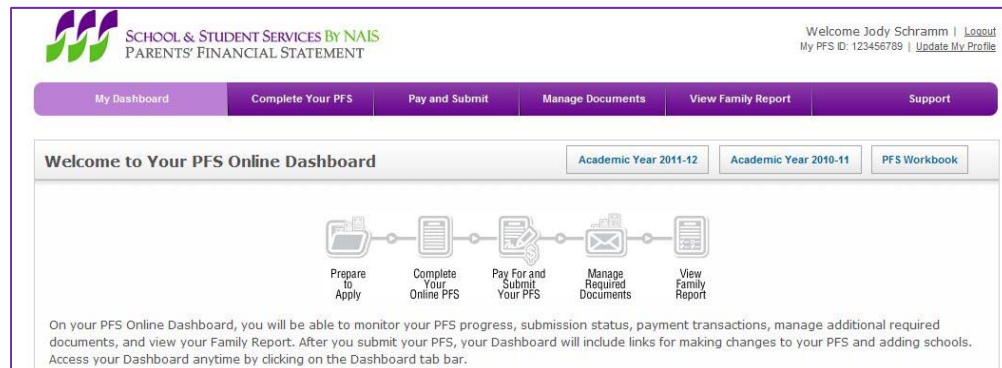 SCHOOL & STUDENT SERVICES BY NAIS
PARENTS' FINANCIAL STATEMENT
Welcome Jody Schramm | Logout
My PFS ID: 123456789 | Update My Profile
My Dashboard Complete Your PFS Pay and Submit Manage Documents View Family Report Support
Welcome to Your PFS Online Dashboard Academic Year 2011-12 Academic Year 2010-11 PFS Workbook
Prepare to Apply
Complete Your Online PFS
Pay For and Submit Your PFS
Manage Required Documents
View Family Report
On your PFS Online Dashboard, you will be able to monitor your PFS progress, submission status, payment transactions, manage additional required
documents, and view your Family Report. After you submit your PFS, your Dashboard will include links for making changes to your PFS and adding schools.
Access your Dashboard anytime by clicking on the Dashboard tab bar.